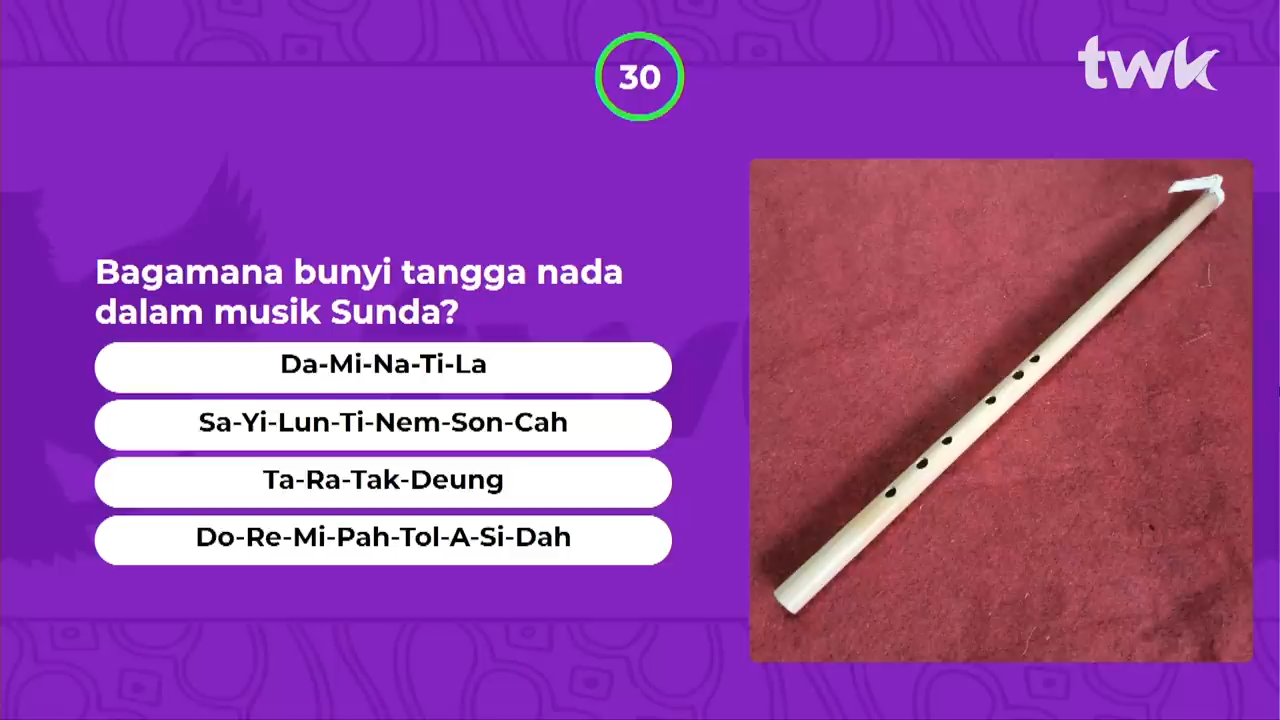 30
twk
Bagamana bunyi tangga nada
dalam musik Sunda?
Da-Mi-Na-Ti-La
Sa-Yi-Lun-Ti-Nem-Son-Cah
Ta-Ra-Tak-Deung
Do-Re-Mi-Pah-Tol-A-Si-Dah